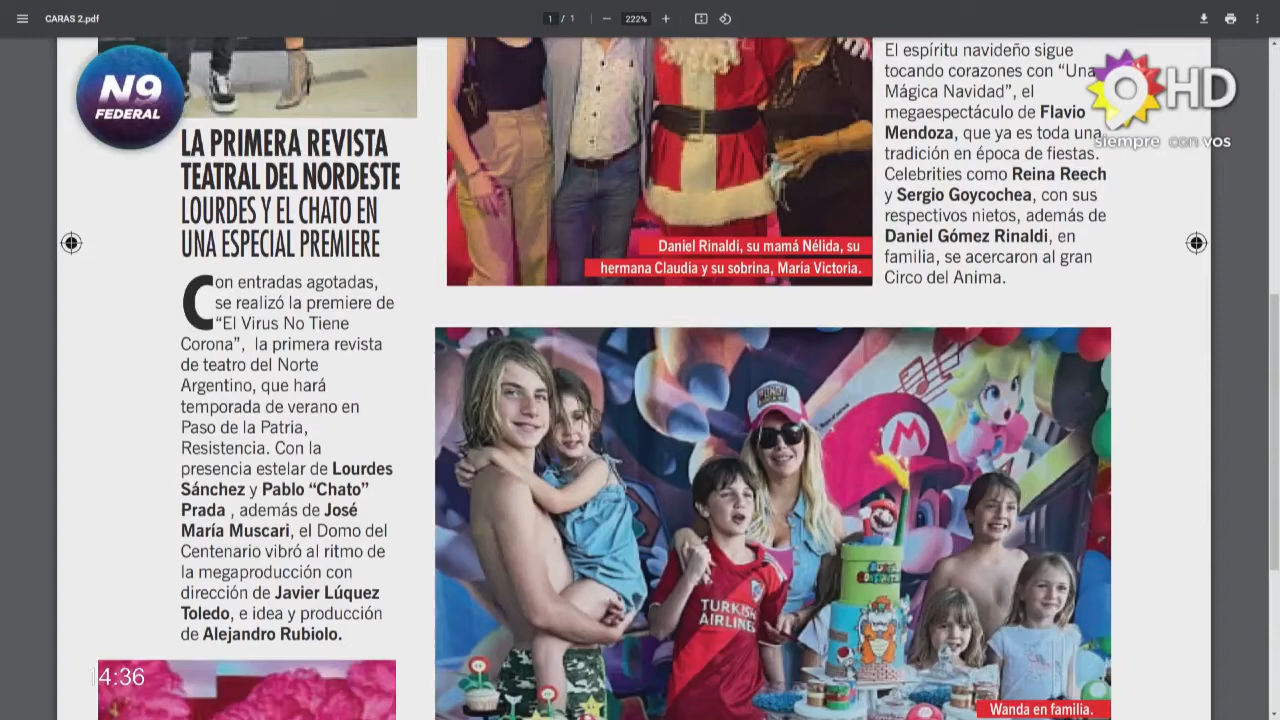 CARAS 2.pdf
1 / 1
222%
N9
FEDERAL
HD
siempre con vos
LA PRIMERA REVISTA
TEATRAL DEL NORDESTE
LOURDES Y EL CHATO EN
UNA ESPECIAL PREMIERE
Con entradas agotadas,
se realizó la premiere de
“El Virus No Tiene
Corona”, la primera revista
de teatro del Norte
Argentino, que hará
temporada de verano en
Paso de la Patria,
Resistencia. Con la
presencia estelar de Lourdes
Sánchez y Pablo “Chato”
Prada , además de José
María Muscari, el Domo del
Centenario vibró al ritmo de
la megaproducción con
dirección de Javier Lúquez
Toledo, e idea y producción
de Alejandro Rubiolo.
Daniel Rinaldi, su mamá Nélida, su
hermana Claudia y su sobrina, María Victoria.
El espíritu navideño sigue
tocando corazones con “Una
Mágica Navidad”, el
megaespectáculo de Flavio
Mendoza, que ya es toda una
tradición en época de fiestas.
Celebrities como Reina Reech
y Sergio Goycochea, con sus
respectivos nietos, además de
Daniel Gómez Rinaldi, en
familia, se acercaron al gran
Circo del Anima.
M
TURKISH
AIRLINES
Wanda en familia.
14:36